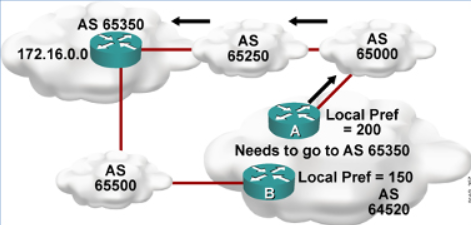 AS 65350
172.16.0.0
AS
65250
AS
65000
A
Local Pref
= 200
Needs to go to AS 65350
AS
65500
B
Local Pref = 150
AS
64520